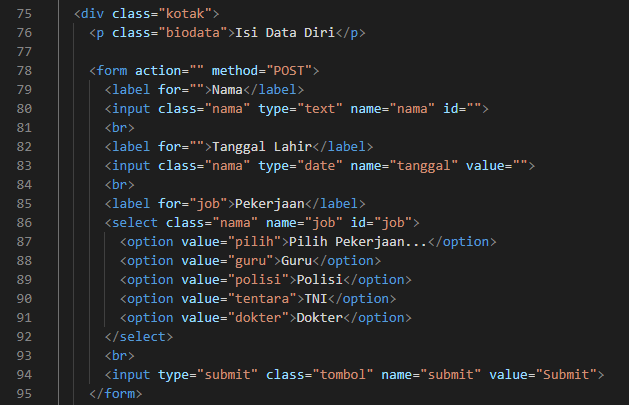 75 <div class="kotak">
76 <p class="biodata">Isi Data Diri</p>
77
78 <form action="" method="POST">
79 <label for="">Nama</label>
80 <input class="nama" type="text" name="nama" id="">
81 <br>
82 <label for="">Tanggal Lahir</label>
83 <input class="nama" type="date" name="tanggal" value="">
84 <br>
85 <label for="job">Pekerjaan</label>
86 <select class="nama" name="job" id="job">
87 <option value="pilih">Pilih Pekerjaan...</option>
88 <option value="guru">Guru</option>
89 <option value="polisi">Polisi</option>
90 <option value="tentara">TNI</option>
91 <option value="dokter">Dokter</option>
92 </select>
93 <br>
94 <input type="submit" class="tombol" name="submit" value="Submit">
95 </form>